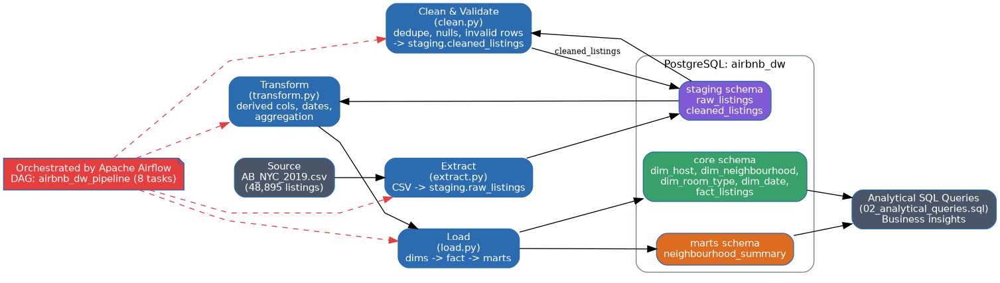 Clean & Validate
(clean.py)
dedupe, nulls, invalid rows
-> staging.cleaned_listings
cleaned_listings
PostgreSQL: airbnb_dw
Transform
(transform.py)
derived cols, dates,
aggregation
staging schema
raw_listings
cleaned_listings
Orchestrated by Apache Airflow
DAG: airbnb_dw_pipeline (8 tasks)
Source
AB_NYC_2019.csv
(48,895 listings)
Extract
(extract.py)
CSV -> staging.raw_listings
core schema
dim_host, dim_neighbourhood,
dim_room_type, dim_date,
fact_listings
Analytical SQL Queries
(02_analytical_queries.sql)
Business insights
Load
(load.py)
dims -> fact -> marts
marts schema
neighbourhood_summary